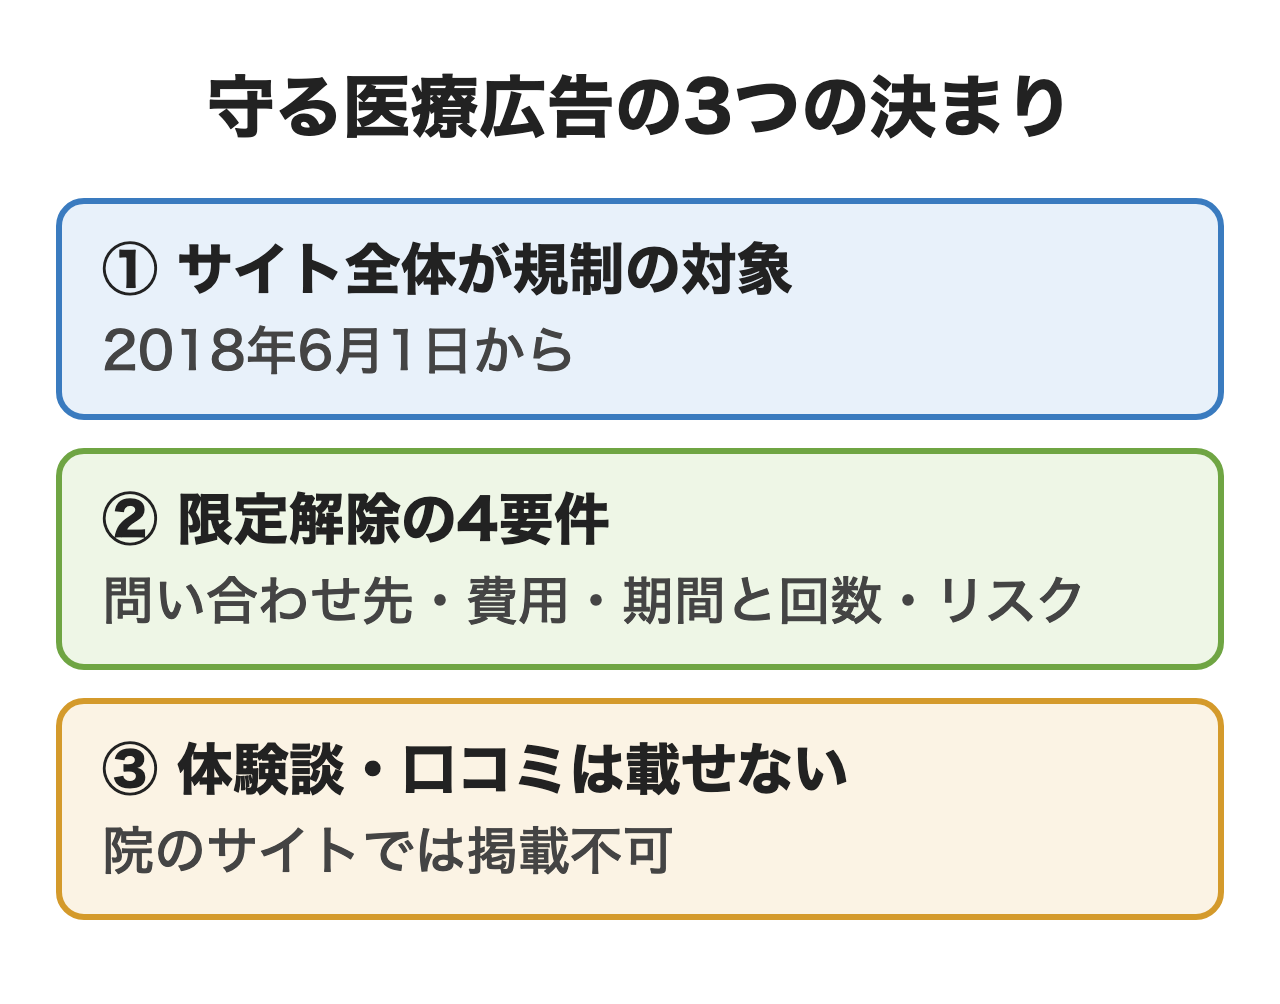 守る医療広告の3つの決まり
① サイト全体が規制の対象
2018年6月1日から
② 限定解除の4要件
問い合わせ先・費用・期間と回数・リスク
③ 体験談・口コミは載せない
院のサイトでは掲載不可